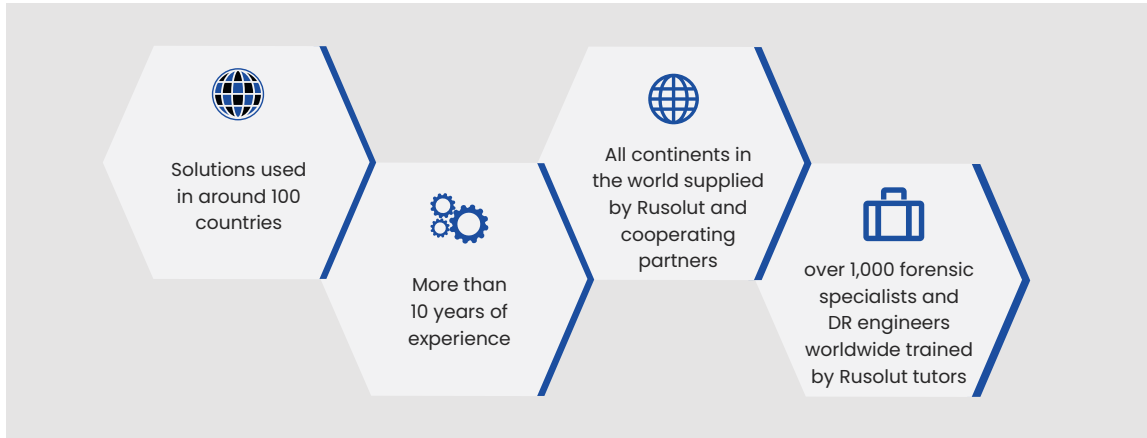 Solutions used
in around 100
countries
More than
10 years of
experience
All continents in
the world supplied
by Rusolut and
cooperating
partners
over 1,000 forensic
specialists and
DR engineers
worldwide trained
by Rusolut tutors